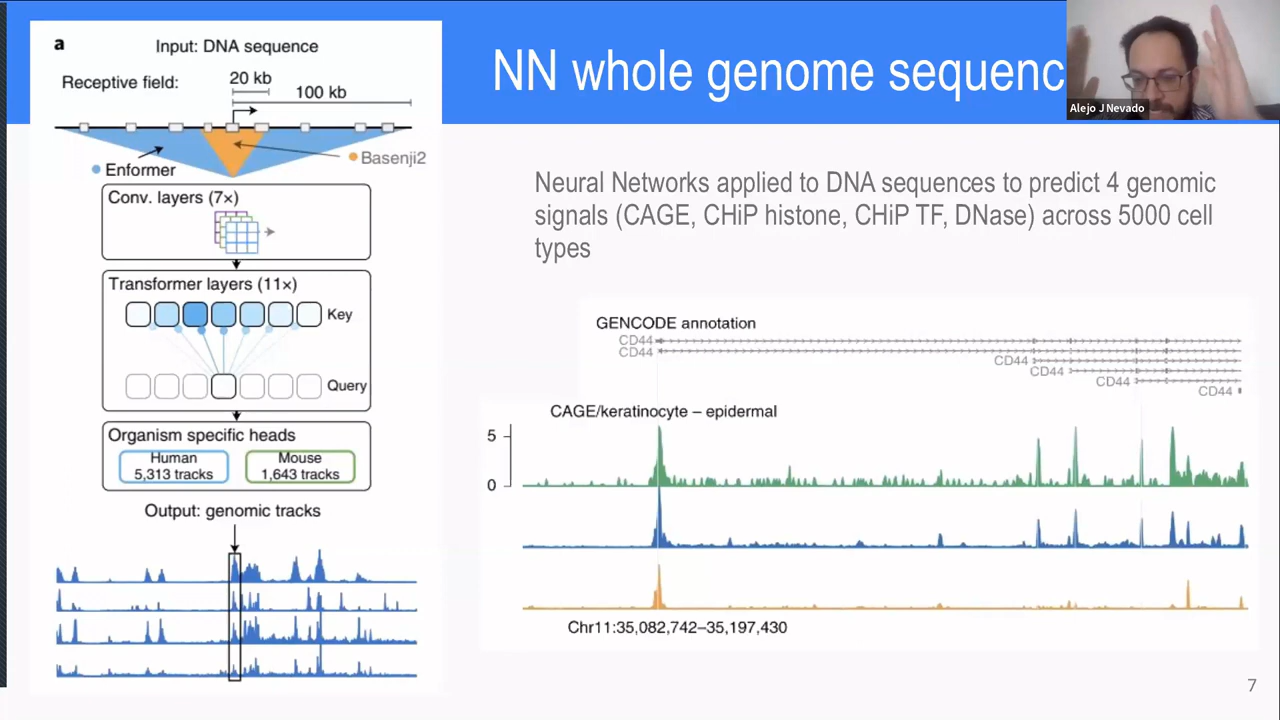 NN whole genome sequenc
Alejo J Nevado
a
Input: DNA sequence
Receptive field:
20 kb
100 kb
Enformer
Basenji2
Conv. layers (7×)
Transformer layers (11×)
Key
Query
Organism specific heads
Human
5,313 tracks
Mouse
1,643 tracks
Output: genomic tracks
Neural Networks applied to DNA sequences to predict 4 genomic
signals (CAGE, CHiP histone, CHiP TF, DNase) across 5000 cell
types
GENCODE annotation
CD44
CD44
CD44
CD44
CD44
CD44
CAGE/keratinocyte – epidermal
5
0
Chr11:35,082,742–35,197,430
7